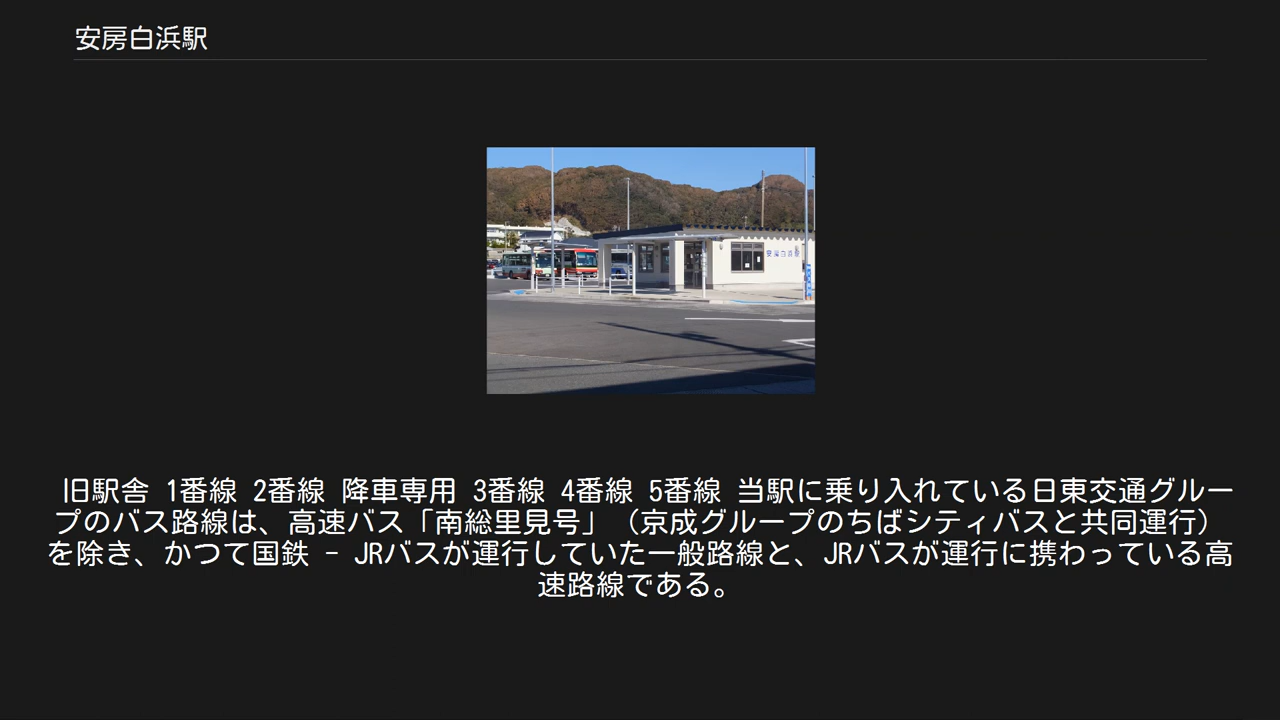 安房白浜駅
安房白浜駅
旧駅舎 1番線 2番線 降車専用 3番線 4番線 5番線 当駅に乗り入れている日東交通グルー
プのバス路線は、高速バス「南総里見号」（京成グループのちばシティバスと共同運行）
を除き、かつて国鉄 - JRバスが運行していた一般路線と、JRバスが運行に携わっている高
速路線である。